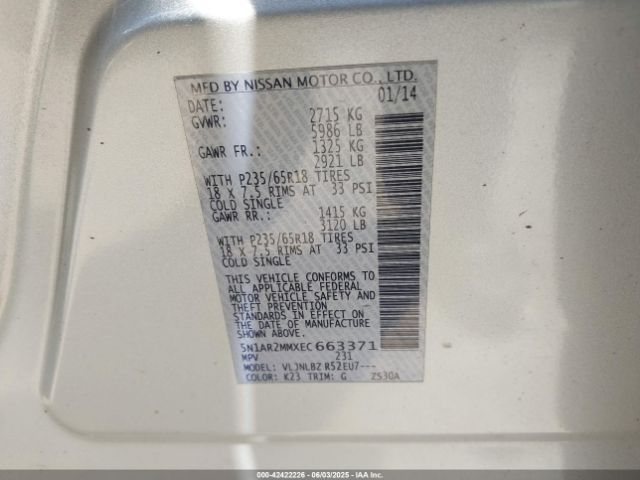 MFD BY NISSAN MOTOR CO., LTD.
DATE: 01/14
GVWR: 2715 KG
5986 LB
GAWR FR.: 1325 KG
2921 LB
WITH P235/65R18 TIRES
18 X 7.5 RIMS AT 33 PSI
COLD SINGLE
GAWR RR.: 1415 KG
3120 LB
WITH P235/65R18 TIRES
18 X 7.5 RIMS AT 33 PSI
COLD SINGLE
THIS VEHICLE CONFORMS TO
ALL APPLICABLE FEDERAL
MOTOR VEHICLE SAFETY AND
THEFT PREVENTION
STANDARDS IN EFFECT ON
THE DATE OF MANUFACTURE
SHOWN ABOVE.
5N1AR2MMXEC663371
MPV 231
MODEL: VLJNLBZ R52EU7---
COLOR: K23 TRIM: G ZS30A
000-42422226 - 06/03/2025 - IAA Inc.